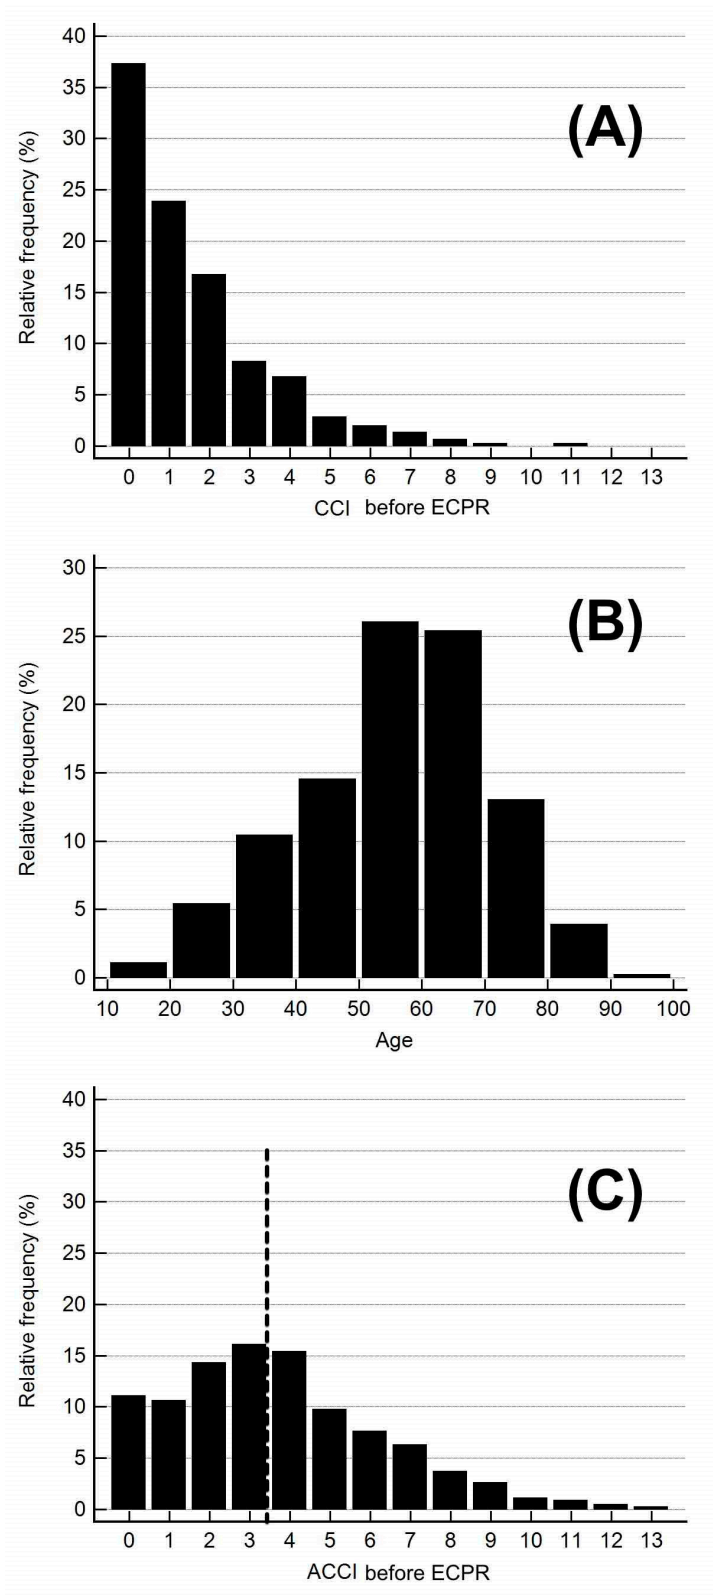 40
35
30
25
20
15
10
5
0
Relative frequency (%)
(A)
0 1 2 3 4 5 6 7 8 9 10 11 12 13
CCI before ECPR
30
25
20
15
10
5
0
Relative frequency (%)
(B)
10 20 30 40 50 60 70 80 90 100
Age
40
35
30
25
20
15
10
5
0
Relative frequency (%)
(C)
0 1 2 3 4 5 6 7 8 9 10 11 12 13
ACCI before ECPR